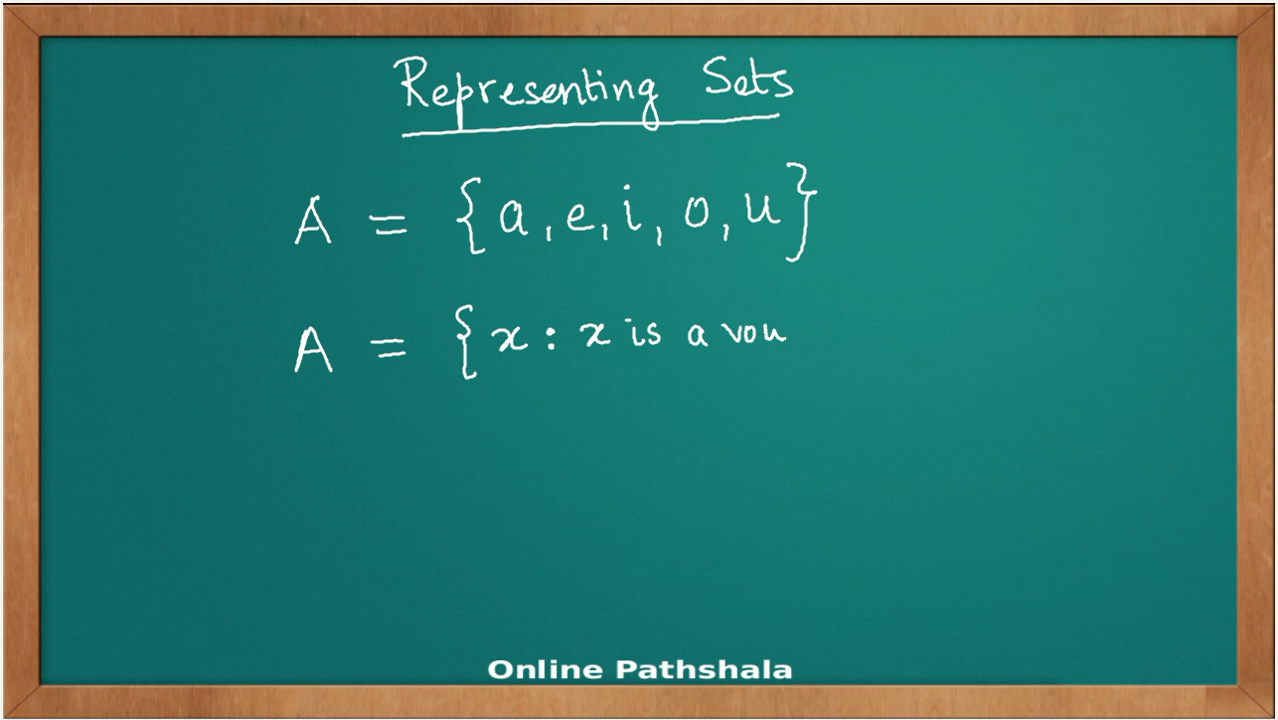 Representing Sets
A = {a, e, i, o, u}
A = {x : x is a vou
Online Pathshala